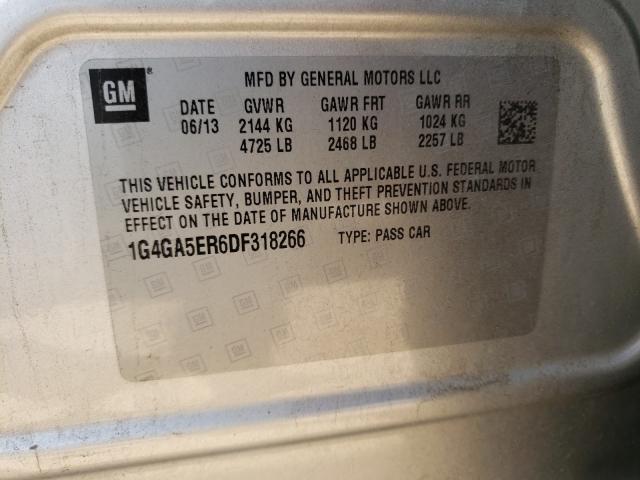 GM
MFD BY GENERAL MOTORS LLC
DATE GVWR GAWR FRT GAWR RR
06/13 2144 KG 1120 KG 1024 KG
4725 LB 2468 LB 2257 LB
THIS VEHICLE CONFORMS TO ALL APPLICABLE U.S. FEDERAL MOTOR
VEHICLE SAFETY, BUMPER, AND THEFT PREVENTION STANDARDS IN
EFFECT ON THE DATE OF MANUFACTURE SHOWN ABOVE.
1G4GA5ER6DF318266 TYPE: PASS CAR